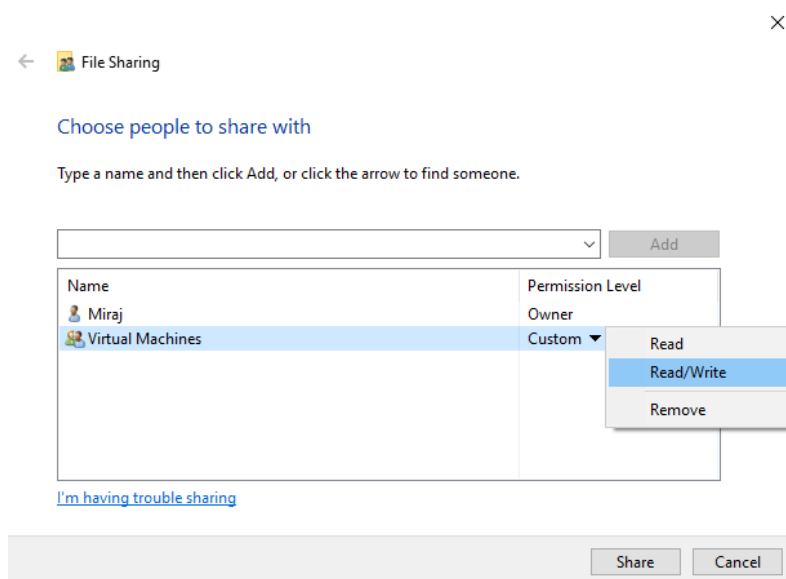 File Sharing
Choose people to share with
Type a name and then click Add, or click the arrow to find someone.
Add
Name Permission Level
Miraj Owner
Virtual Machines Custom
Read
Read/Write
Remove
I'm having trouble sharing
Share Cancel